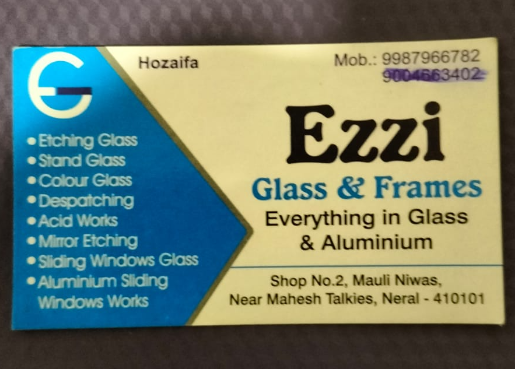 Hozaifa
Mob.: 9987966782
9004663402
Ezzi
Glass & Frames
Everything in Glass
& Aluminium
Shop No.2, Mauli Niwas,
Near Mahesh Talkies, Neral - 410101
• Etching Glass
• Stand Glass
• Colour Glass
• Despatching
• Acid Works
• Mirror Etching
• Sliding Windows Glass
• Aluminium Sliding
Windows Works